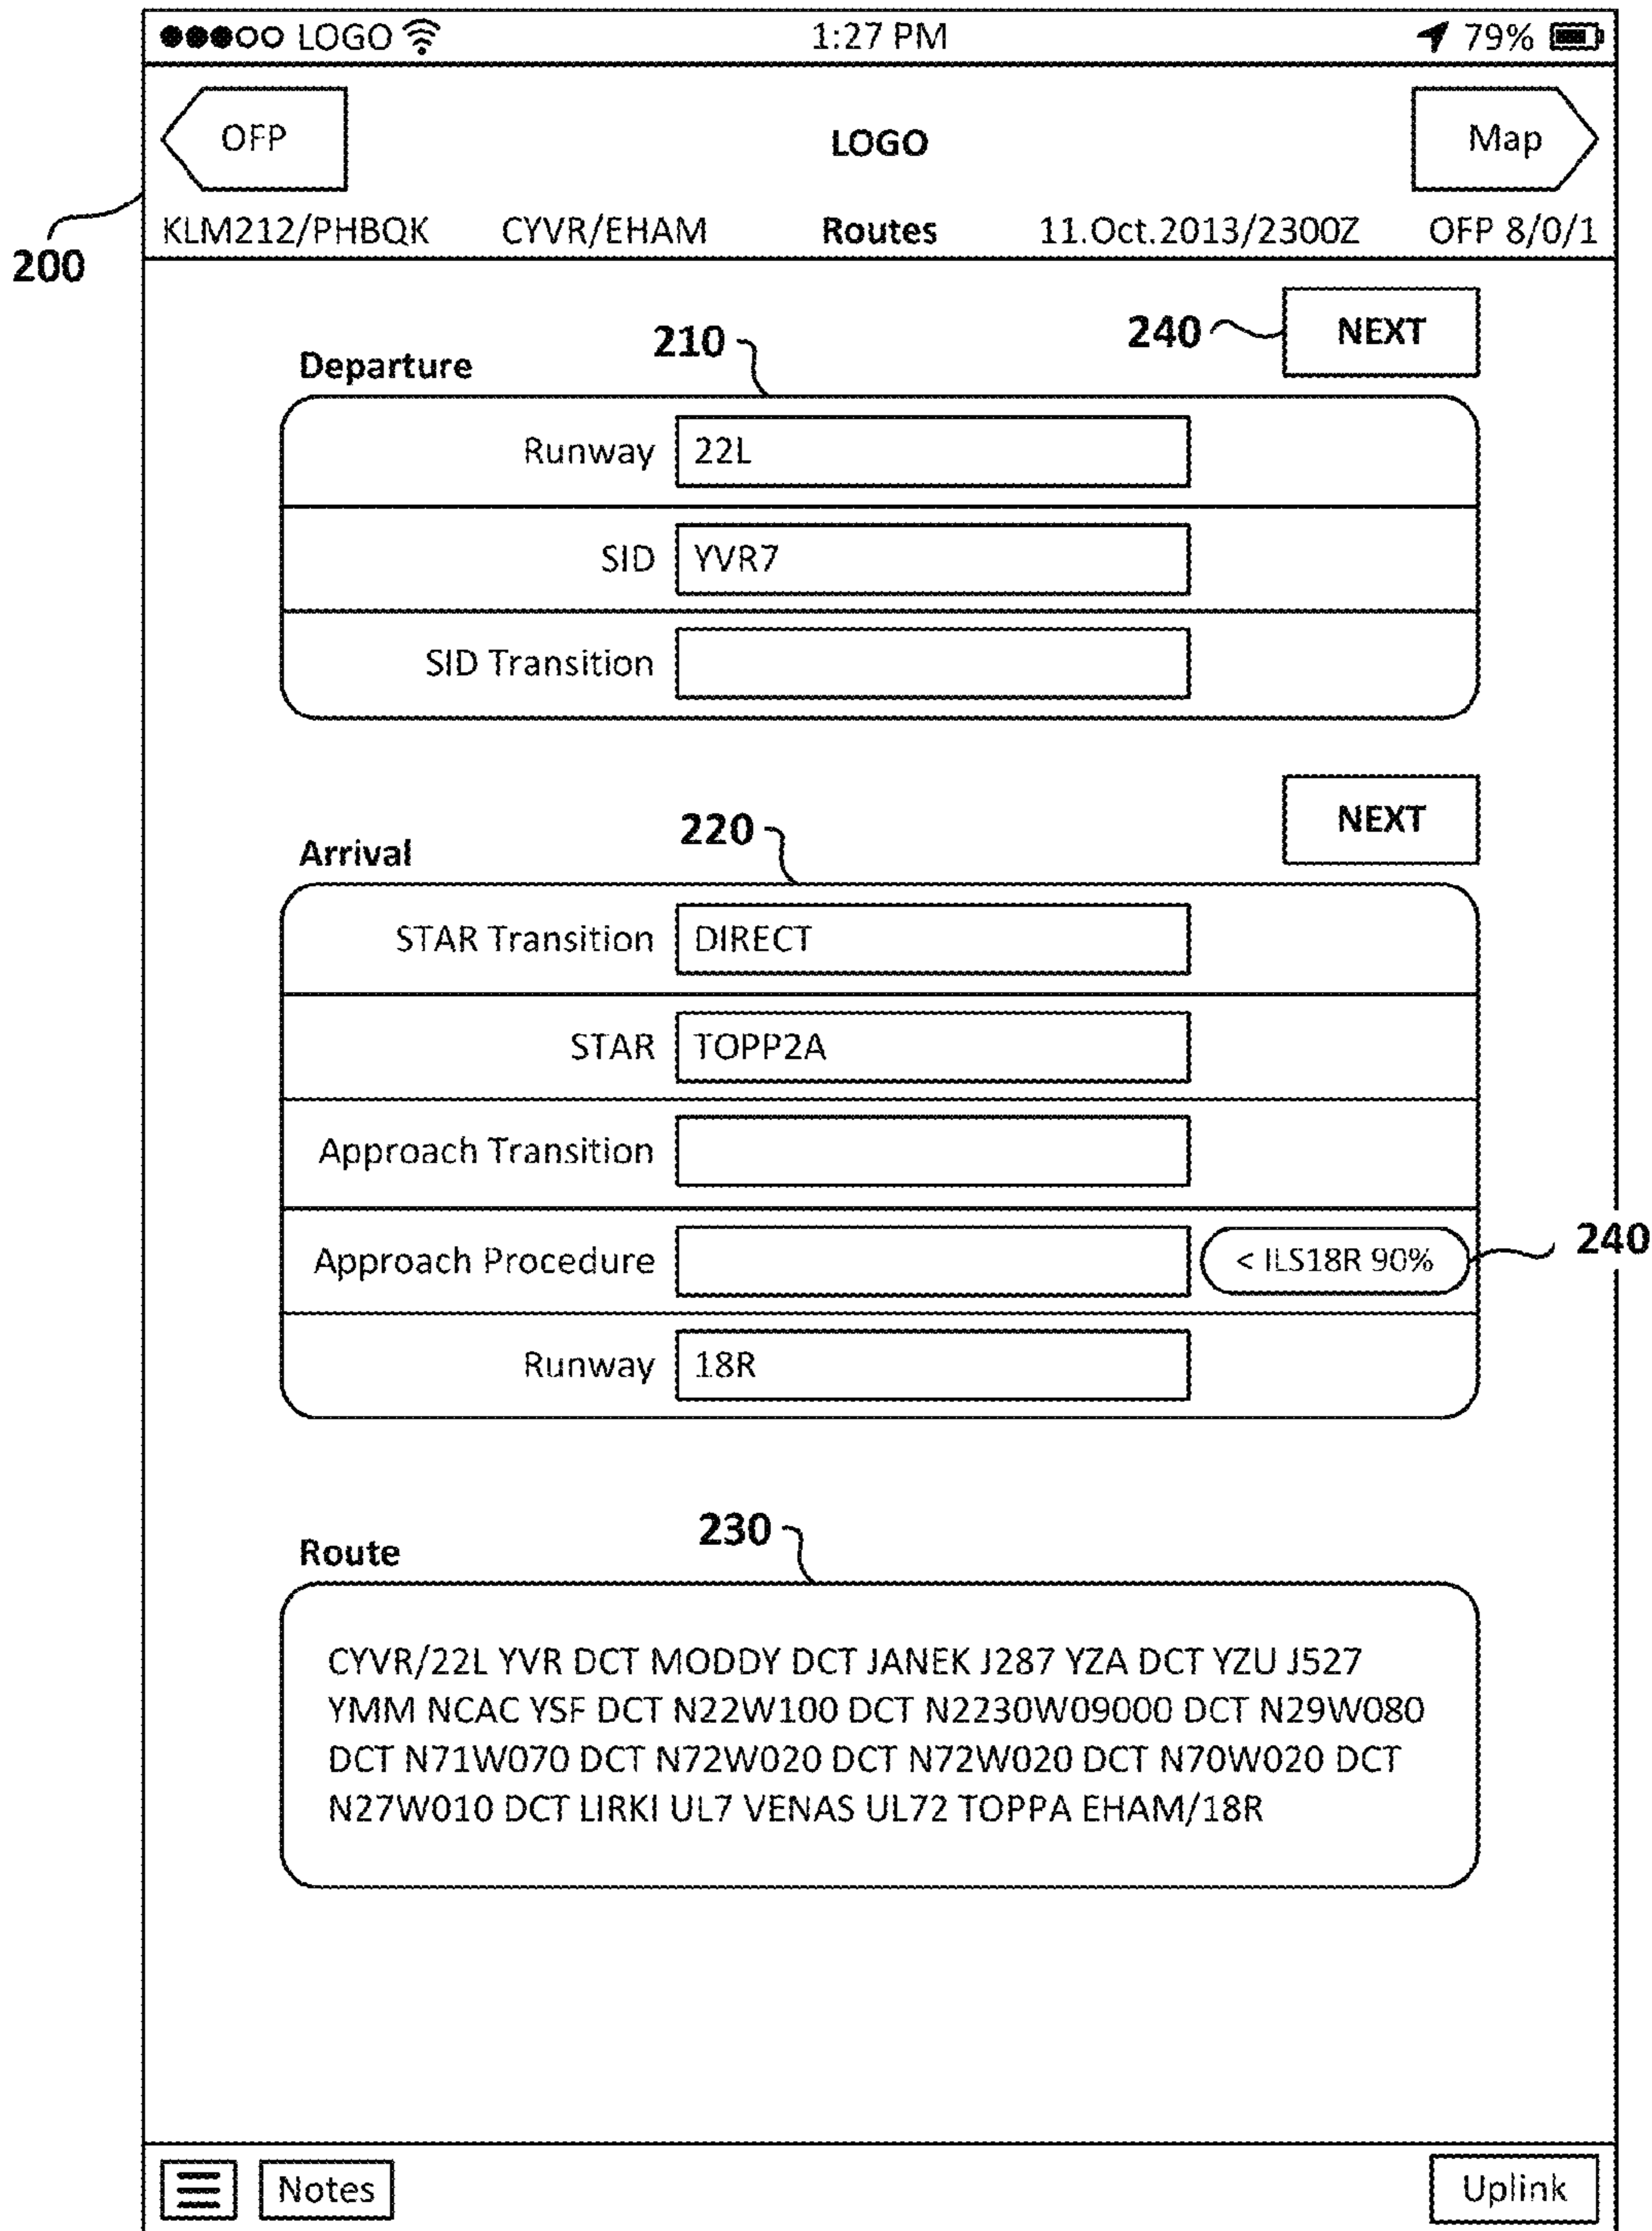 LOGO 1:27 PM 79%
OFP LOGO Map
KLM212/PHBQK CYVR/EHAM Routes 11.Oct.2013/2300Z OFP 8/0/1
200
210 240 NEXT
Departure
Runway 22L
SID YVR7
SID Transition
NEXT
220
Arrival
STAR Transition DIRECT
STAR TOPP2A
Approach Transition
Approach Procedure < ILS18R 90% 240
Runway 18R
230
Route
CYVR/22L YVR DCT MODDY DCT JANEK J287 YZA DCT YZU J527
YMM NCAC YSF DCT N22W100 DCT N2230W09000 DCT N29W080
DCT N71W070 DCT N72W020 DCT N72W020 DCT N70W020 DCT
N27W010 DCT LIRKI UL7 VENAS UL72 TOPPA EHAM/18R
Notes Uplink